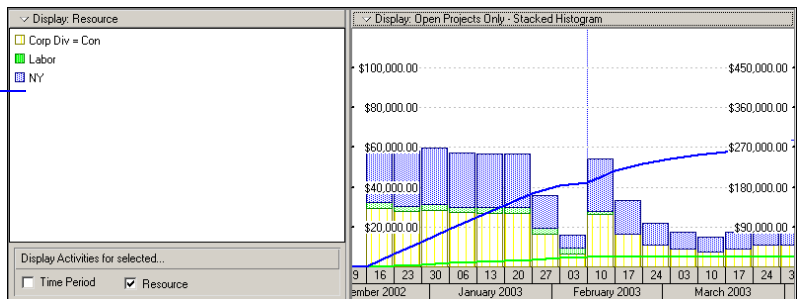 Display: Resource
Corp Div = Con
Labor
NY
Display Activities for selected...
Time Period Resource
Display: Open Projects Only - Stacked Histogram
$100,000.00 $450,000.00
$80,000.00 $360,000.00
$60,000.00 $270,000.00
$40,000.00 $180,000.00
$20,000.00 $90,000.00
9 16 23 30 06 13 20 27 03 10 17 24 03 10 17 24 3
ember 2002 January 2003 February 2003 March 2003